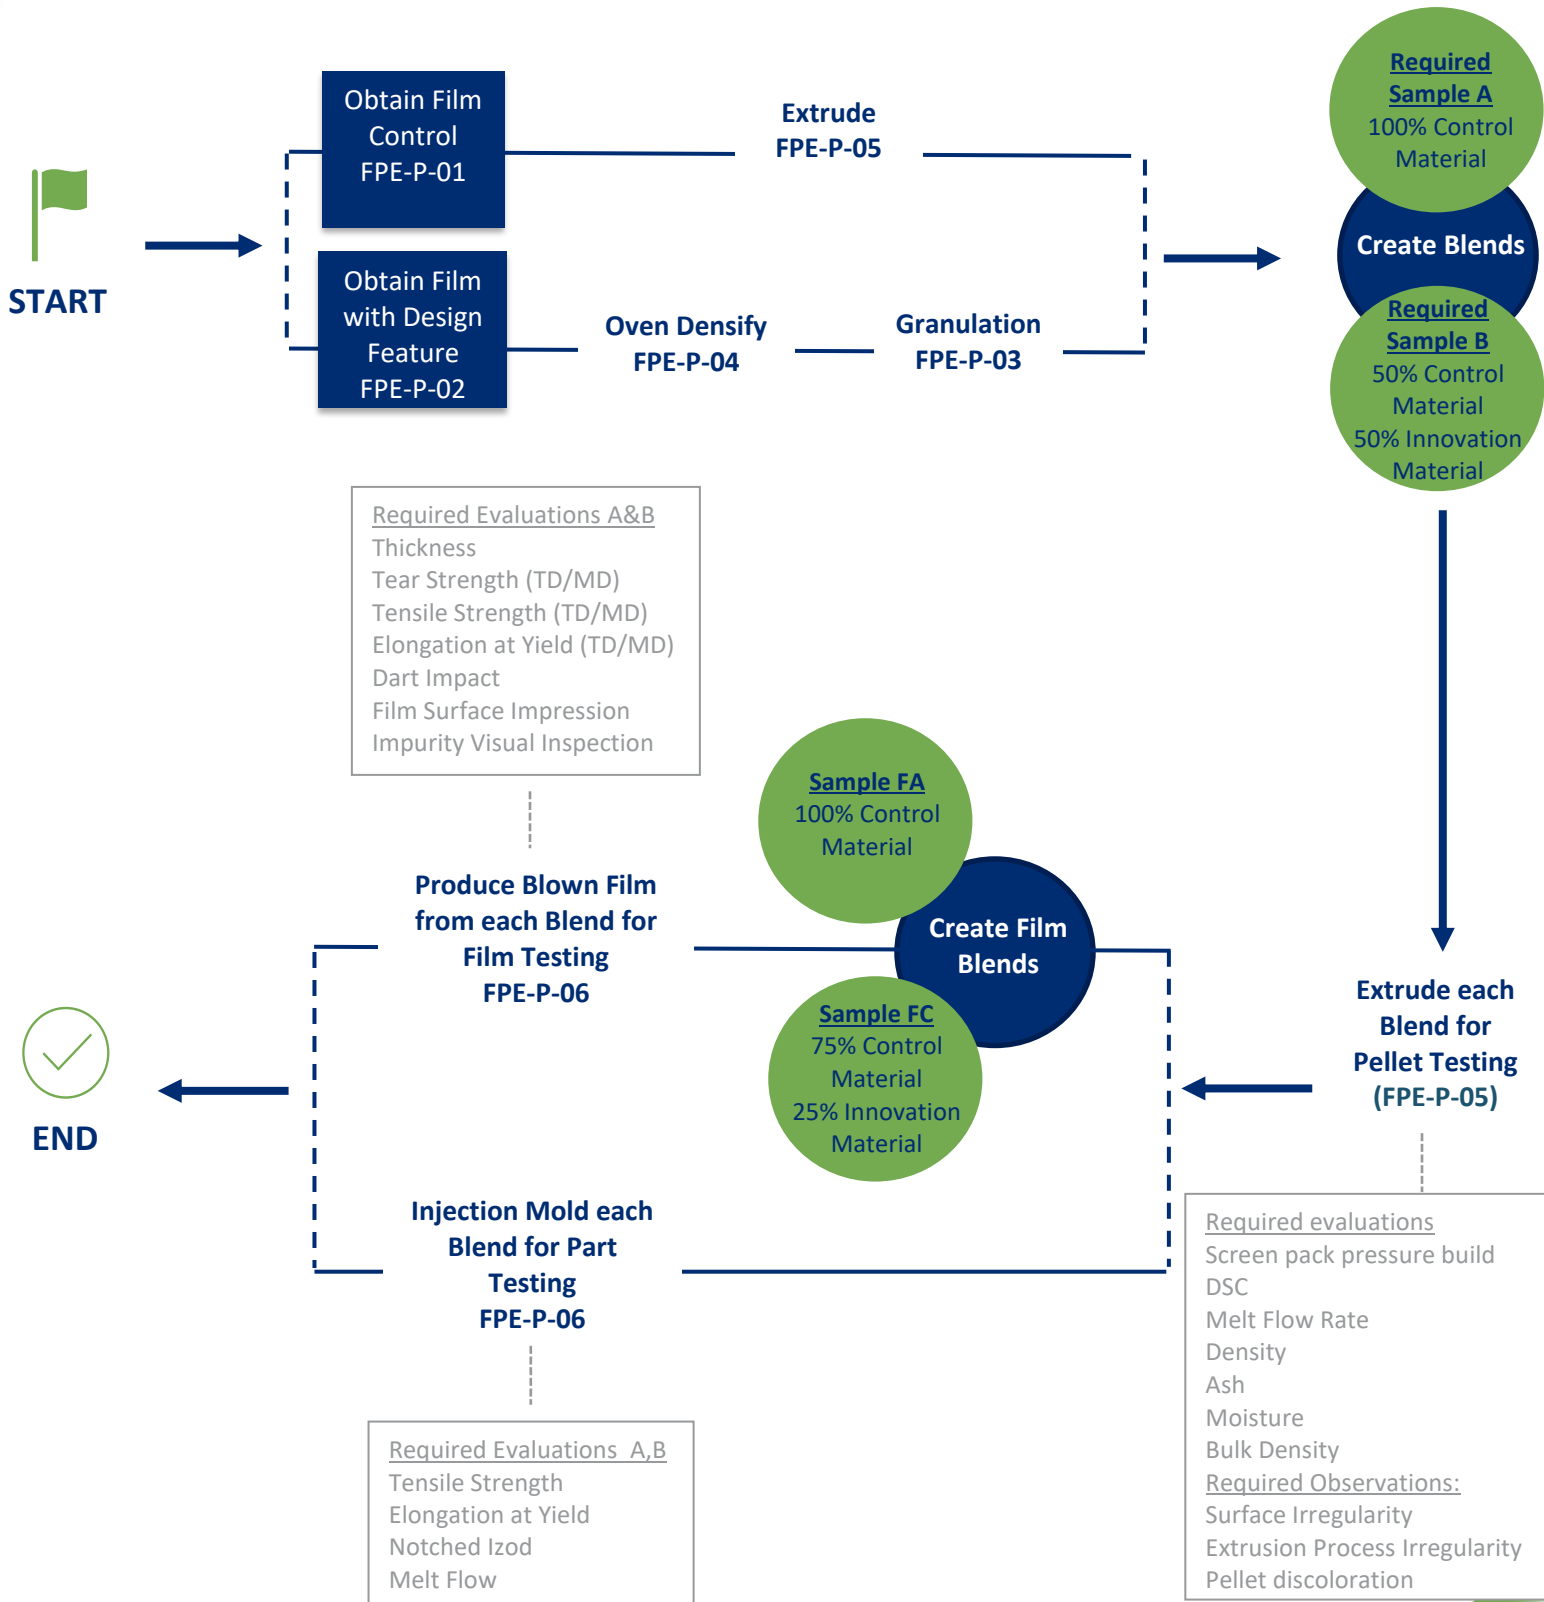 START
Obtain Film
Control
FPE-P-01
Extrude
FPE-P-05
Obtain Film
with Design
Feature
FPE-P-02
Oven Densify
FPE-P-04
Granulation
FPE-P-03
Required
Sample A
100% Control
Material
Create Blends
Required
Sample B
50% Control
Material
50% Innovation
Material
Extrude each
Blend for
Pellet Testing
(FPE-P-05)
Required evaluations
Screen pack pressure build
DSC
Melt Flow Rate
Density
Ash
Moisture
Bulk Density
Required Observations:
Surface Irregularity
Extrusion Process Irregularity
Pellet discoloration
Sample FA
100% Control
Material
Create Film
Blends
Sample FC
75% Control
Material
25% Innovation
Material
Required Evaluations A&B
Thickness
Tear Strength (TD/MD)
Tensile Strength (TD/MD)
Elongation at Yield (TD/MD)
Dart Impact
Film Surface Impression
Impurity Visual Inspection
Produce Blown Film
from each Blend for
Film Testing
FPE-P-06
Injection Mold each
Blend for Part
Testing
FPE-P-06
Required Evaluations A,B
Tensile Strength
Elongation at Yield
Notched Izod
Melt Flow
END